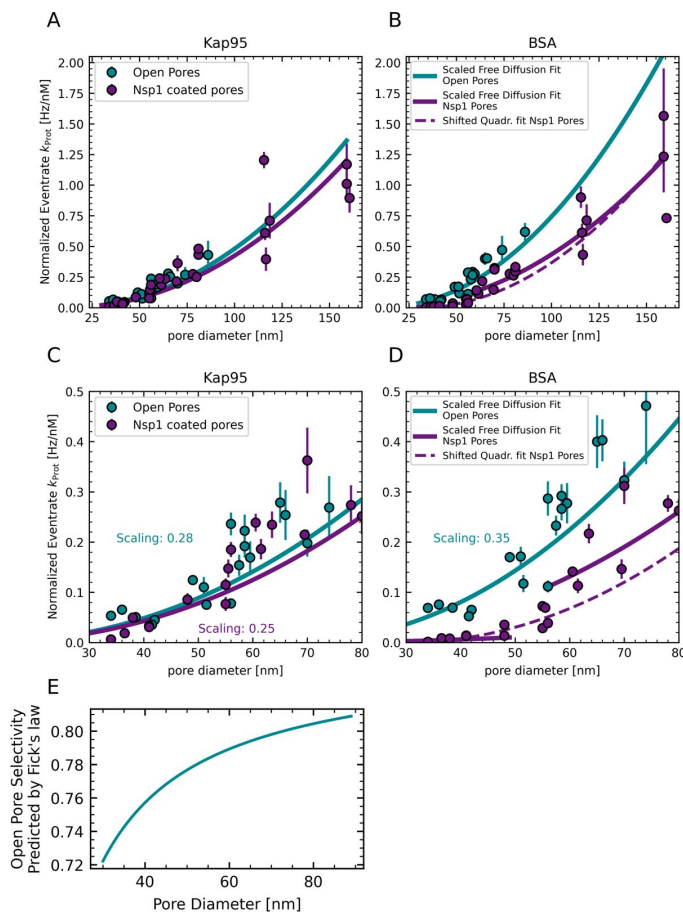 A
B
Kap95
BSA
Normalized Eventrate kProt [Hz/nM]
2.00
1.75
1.50
1.25
1.00
0.75
0.50
0.25
0.00
Open Pores
Nsp1 coated pores
25
50
75
100
125
150
pore diameter [nm]
2.00
1.75
1.50
1.25
1.00
0.75
0.50
0.25
0.00
Scaled Free Diffusion Fit
Open Pores
Scaled Free Diffusion Fit
Nsp1 Pores
Shifted Quadr. fit Nsp1 Pores
25
50
75
100
125
150
pore diameter [nm]
C
D
Kap95
BSA
Normalized Eventrate kProt [Hz/nM]
0.5
0.4
0.3
0.2
0.1
0.0
Open Pores
Nsp1 coated pores
Scaling: 0.28
Scaling: 0.25
30
40
50
60
70
80
pore diameter [nm]
0.5
0.4
0.3
0.2
0.1
0.0
Scaled Free Diffusion Fit
Open Pores
Scaled Free Diffusion Fit
Nsp1 Pores
Shifted Quadr. fit Nsp1 Pores
Scaling: 0.35
30
40
50
60
70
80
pore diameter [nm]
E
Open Pore Selectivity
Predicted by Fick's law
0.80
0.78
0.76
0.74
0.72
40
60
80
Pore Diameter [nm]